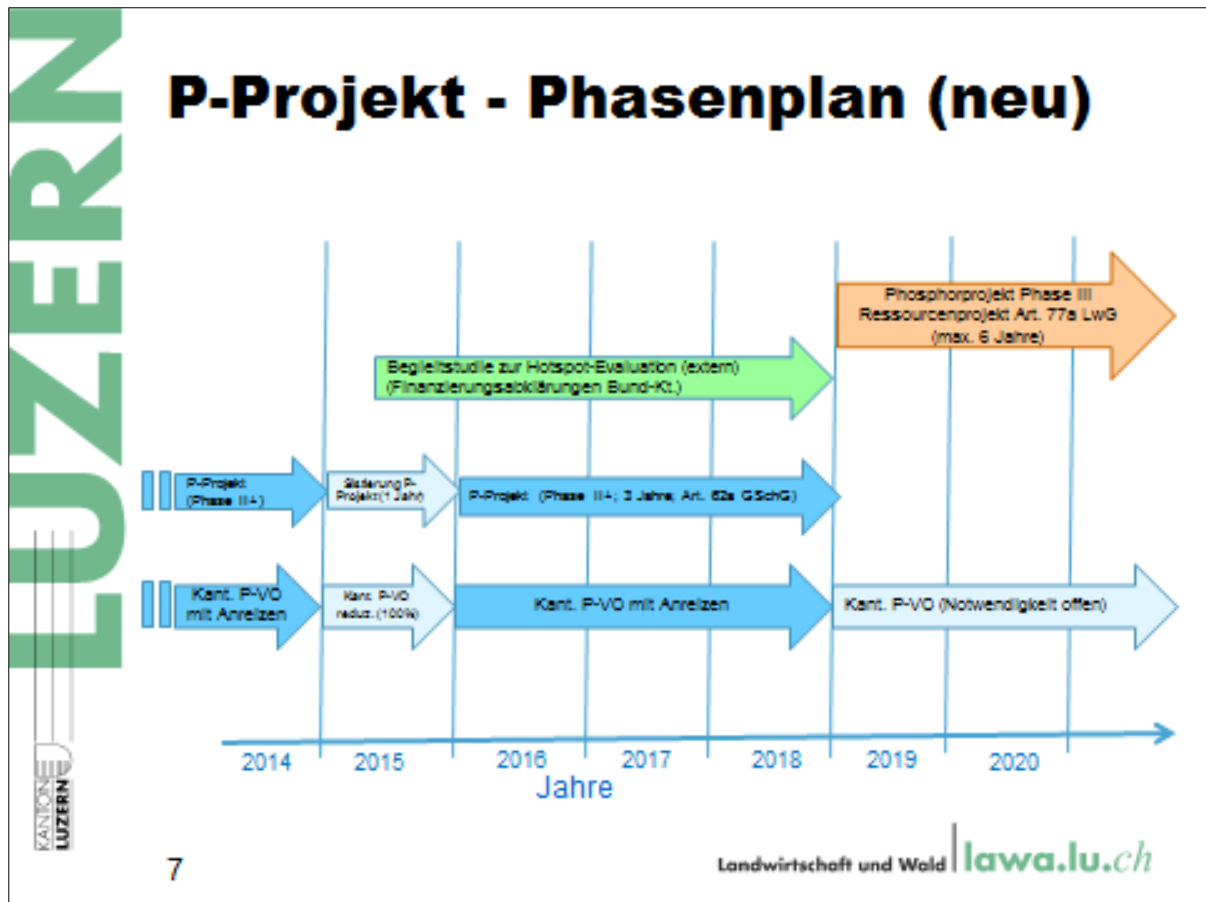 LUZERN
P-Projekt - Phasenplan (neu)
Phosphorprojekt Phase III
Ressourcenprojekt Art. 77a LwG
(max. 6 Jahre)
Begleitstudie zur Hotspot-Evaluation (extern)
(Finanzierungsabklärungen Bund-Kt.)
P-Projekt
(Phase II+)
Sistierung P-
Projekt (1 Jahr)
P-Projekt (Phase II+; 3 Jahre; Art. 62a GSchG)
Kant. P-VO
mit Anreizen
Kant. P-VO
reduz. (100%)
Kant. P-VO mit Anreizen
Kant. P-VO (Notwendigkeit offen)
2014 2015 2016 2017 2018 2019 2020
Jahre
KANTON
LUZERN
7
Landwirtschaft und Wald lawa.lu.ch